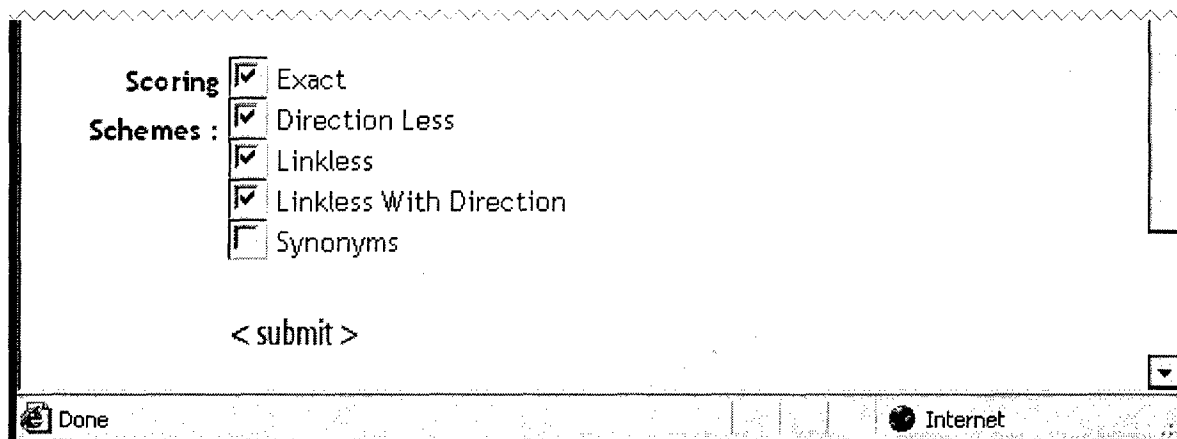 Scoring Exact
Schemes : Direction Less
Linkless
Linkless With Direction
Synonyms
< submit >
Done Internet